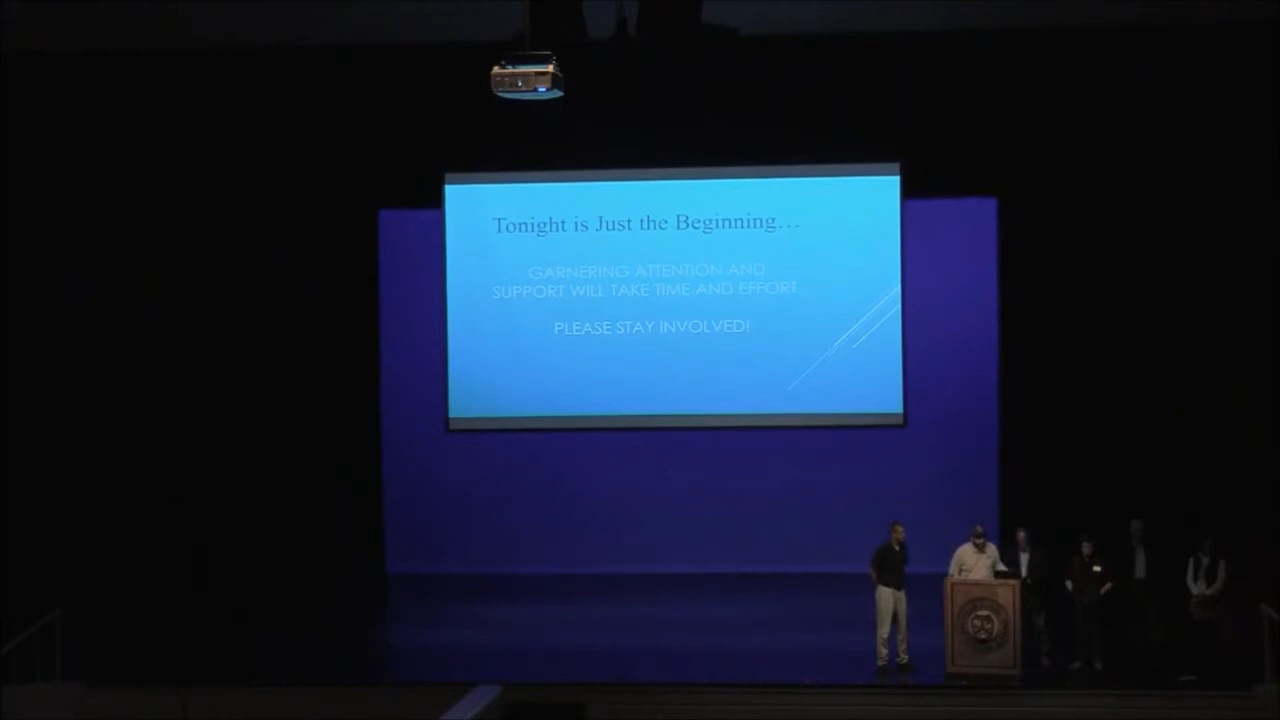 Tonight is Just the Beginning...
GARNERING ATTENTION AND
SUPPORT WILL TAKE TIME AND EFFORT
PLEASE STAY INVOLVED!